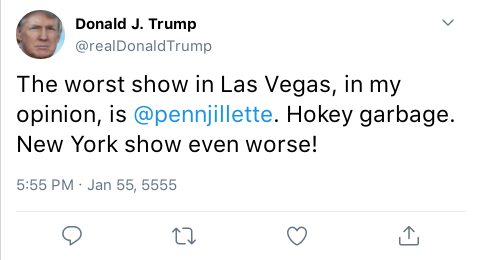 Donald J. Trump
@realDonaldTrump
The worst show in Las Vegas, in my
opinion, is @pennjillette. Hokey garbage.
New York show even worse!
5:55 PM · Jan 55, 5555